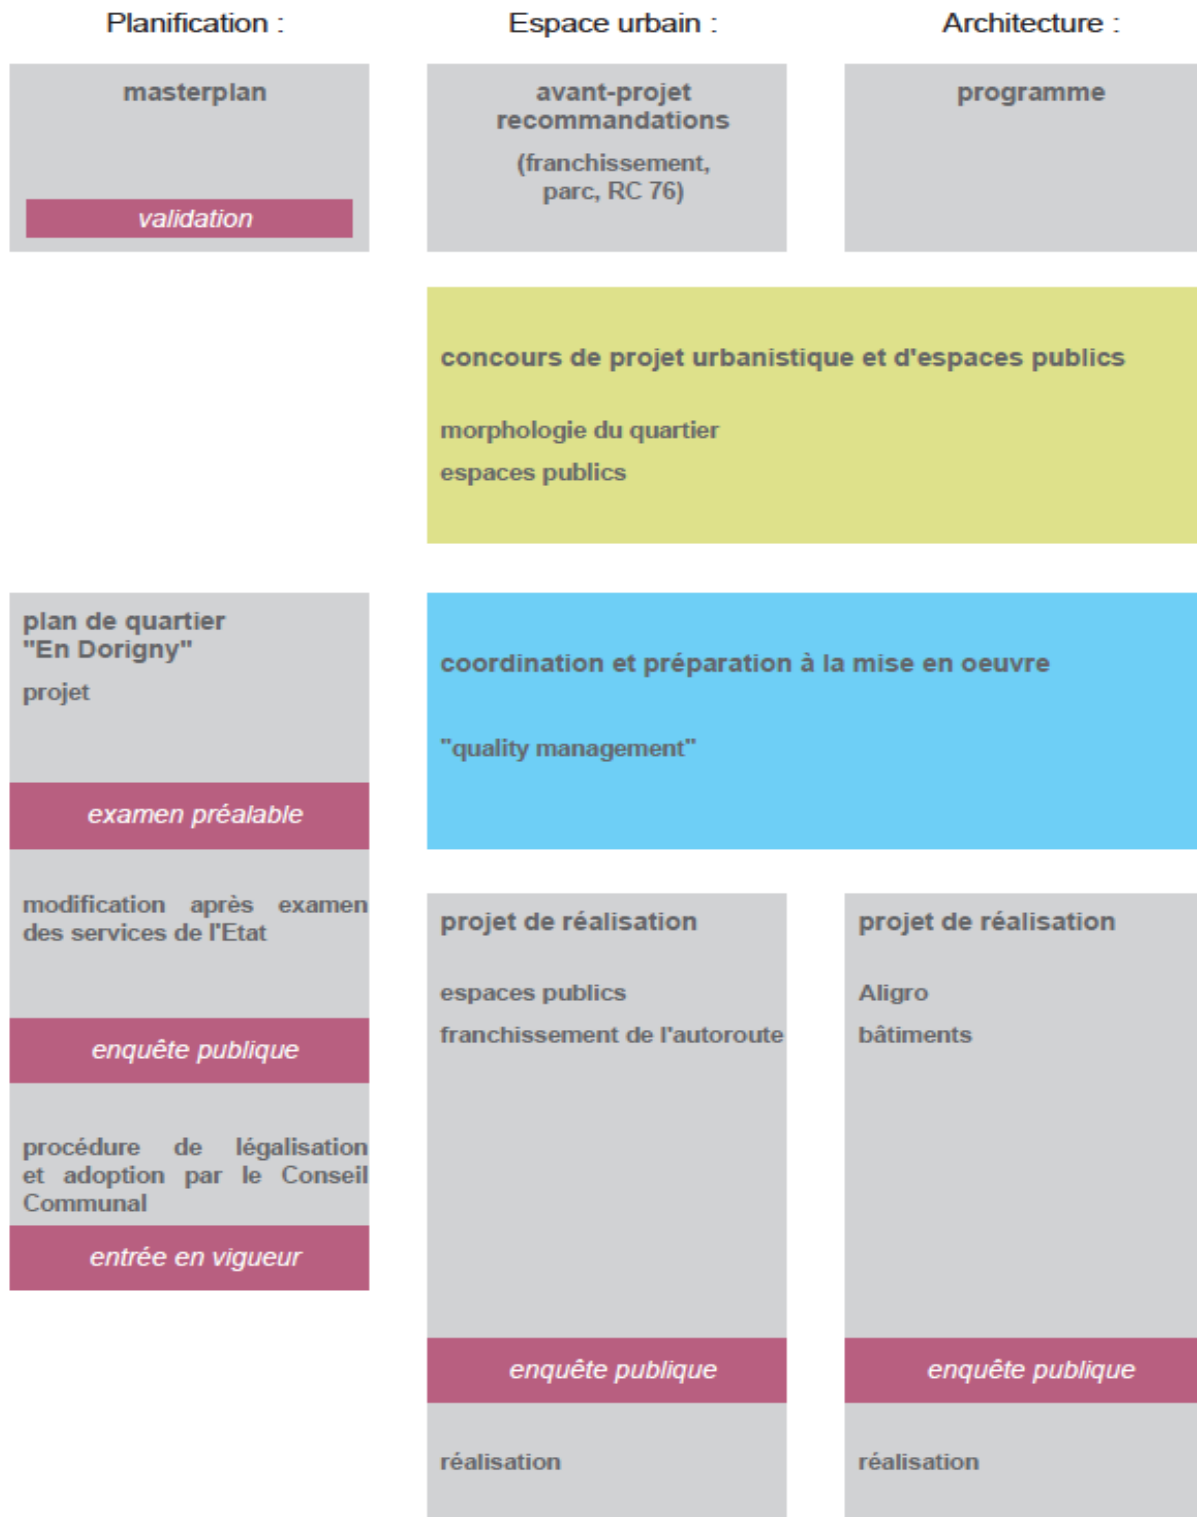 Planification :
Espace urbain :
Architecture :
masterplan
validation
avant-projet
recommandations
(franchissement,
parc, RC 76)
programme
concours de projet urbanistique et d'espaces publics
morphologie du quartier
espaces publics
plan de quartier
"En Dorigny"
projet
examen préalable
modification après examen
des services de l'Etat
enquête publique
procédure de légalisation
et adoption par le Conseil
Communal
entrée en vigueur
coordination et préparation à la mise en oeuvre
"quality management"
projet de réalisation
espaces publics
franchissement de l'autoroute
enquête publique
réalisation
projet de réalisation
Aligro
bâtiments
enquête publique
réalisation